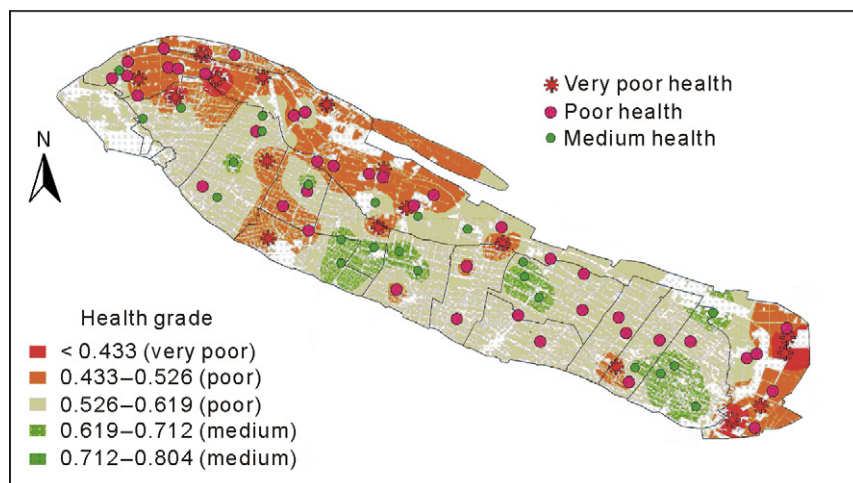 N
Very poor health
Poor health
Medium health
Health grade
< 0.433 (very poor)
0.433–0.526 (poor)
0.526–0.619 (poor)
0.619–0.712 (medium)
0.712–0.804 (medium)